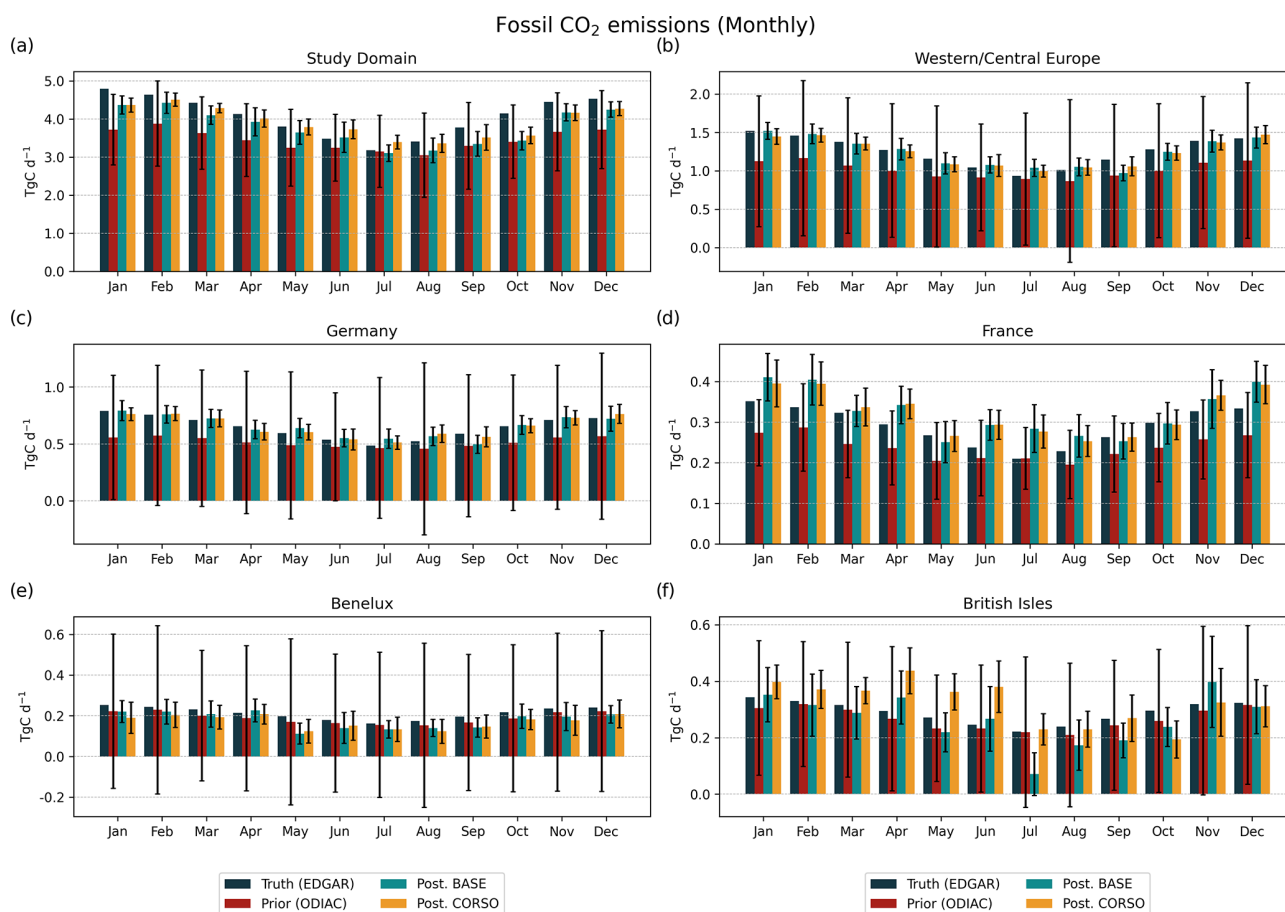 Fossil CO₂ emissions (Monthly)
(a)
Study Domain
TgC d⁻¹
5.0
4.0
3.0
2.0
1.0
0.0
Jan Feb Mar Apr May Jun Jul Aug Sep Oct Nov Dec
(b)
Western/Central Europe
TgC d⁻¹
2.0
1.5
1.0
0.5
0.0
Jan Feb Mar Apr May Jun Jul Aug Sep Oct Nov Dec
(c)
Germany
TgC d⁻¹
1.0
0.5
0.0
Jan Feb Mar Apr May Jun Jul Aug Sep Oct Nov Dec
(d)
France
TgC d⁻¹
0.4
0.3
0.2
0.1
0.0
Jan Feb Mar Apr May Jun Jul Aug Sep Oct Nov Dec
(e)
Benelux
TgC d⁻¹
0.6
0.4
0.2
0.0
-0.2
Jan Feb Mar Apr May Jun Jul Aug Sep Oct Nov Dec
(f)
British Isles
TgC d⁻¹
0.6
0.4
0.2
0.0
Jan Feb Mar Apr May Jun Jul Aug Sep Oct Nov Dec
Truth (EDGAR) Post. BASE
Prior (ODIAC) Post. CORSO
Truth (EDGAR) Post. BASE
Prior (ODIAC) Post. CORSO